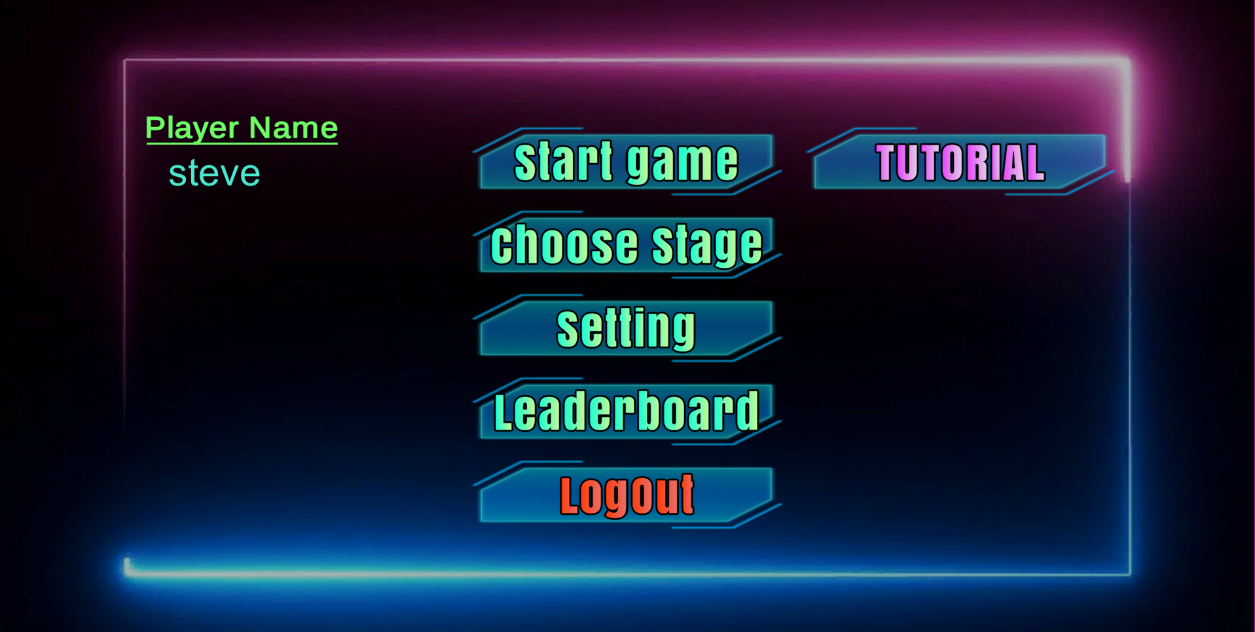 Player Name
steve
Start game
TUTORIAL
Choose Stage
Setting
Leaderboard
Logout